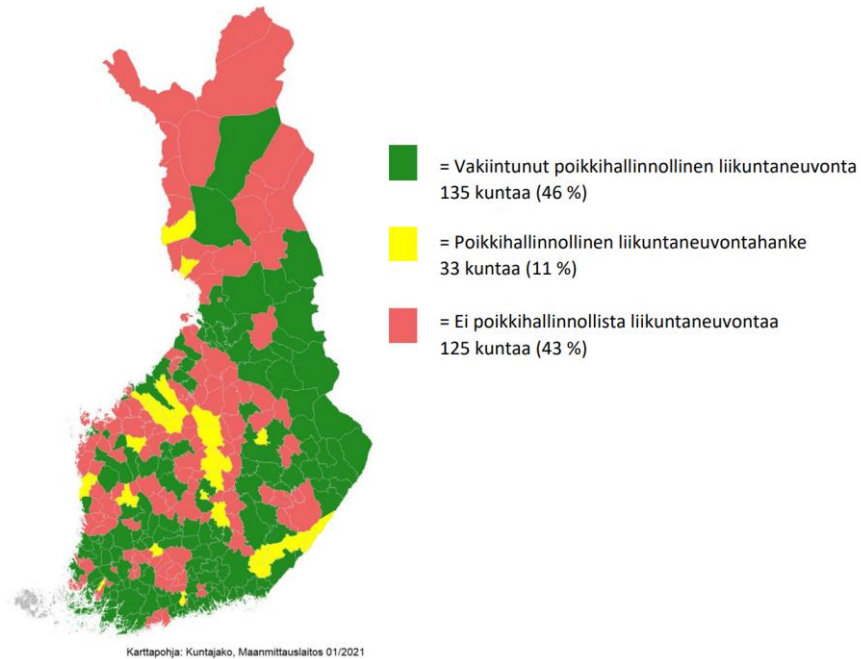 = Vakiintunut poikkihallinnollinen liikuntaneuvonta
135 kuntaa (46 %)
= Poikkihallinnollinen liikuntaneuvontahanke
33 kuntaa (11 %)
= Ei poikkihallinnollista liikuntaneuvontaa
125 kuntaa (43 %)
Karttapohja: Kuntajako, Maanmittauslaitos 01/2021